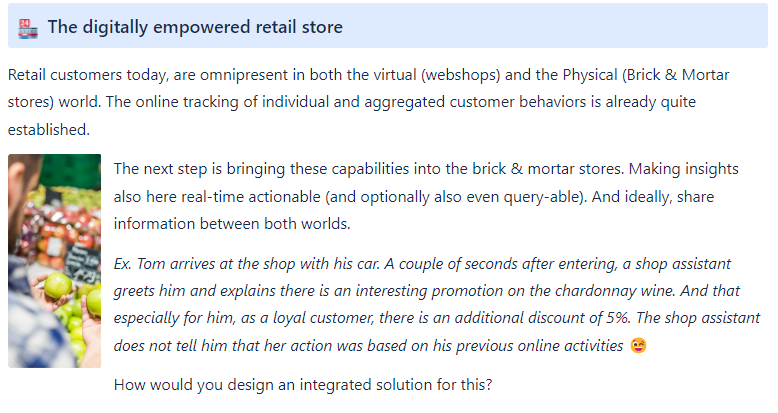 The digitally empowered retail store
Retail customers today, are omnipresent in both the virtual (webshops) and the Physical (Brick & Mortar
stores) world. The online tracking of individual and aggregated customer behaviors is already quite
established.
The next step is bringing these capabilities into the brick & mortar stores. Making insights
also here real-time actionable (and optionally also even query-able). And ideally, share
information between both worlds.
Ex. Tom arrives at the shop with his car. A couple of seconds after entering, a shop assistant
greets him and explains there is an interesting promotion on the chardonnay wine. And that
especially for him, as a loyal customer, there is an additional discount of 5%. The shop assistant
does not tell him that her action was based on his previous online activities 😉
How would you design an integrated solution for this?